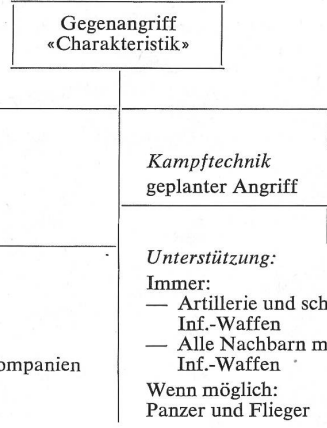 Gegenangriff
«Charakteristik»
Kampftechnik
geplanter Angriff
Unterstützung:
Immer:
— Artillerie und sch
Inf.-Waffen
— Alle Nachbarn m
Inf.-Waffen
ompanien
Wenn möglich:
Panzer und Flieger